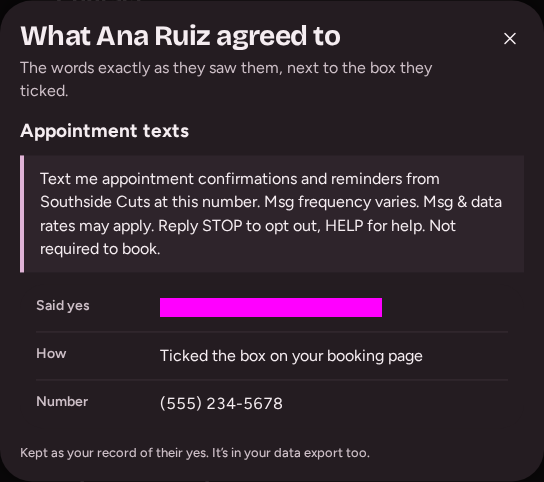 What Ana Ruiz agreed to
The words exactly as they saw them, next to the box they
ticked.
Appointment texts
Text me appointment confirmations and reminders from
Southside Cuts at this number. Msg frequency varies. Msg & data
rates may apply. Reply STOP to opt out, HELP for help. Not
required to book.
Said yes
How Ticked the box on your booking page
Number (555) 234-5678
Kept as your record of their yes. It’s in your data export too.